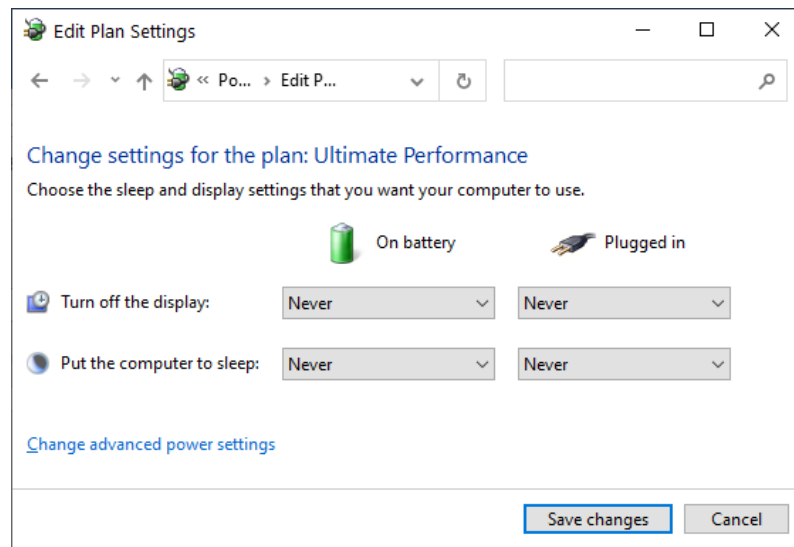 Edit Plan Settings
« Po... › Edit P...
Change settings for the plan: Ultimate Performance
Choose the sleep and display settings that you want your computer to use.
On battery Plugged in
Turn off the display: Never Never
Put the computer to sleep: Never Never
Change advanced power settings
Save changes Cancel